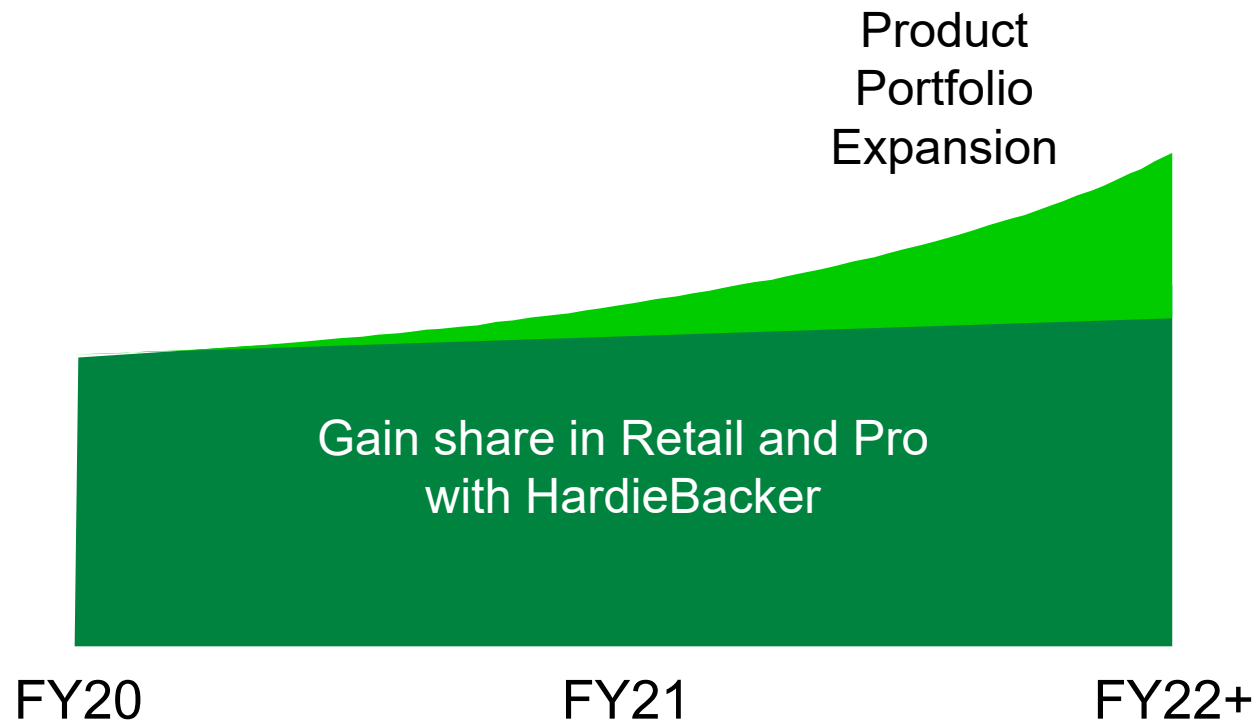 Product
Portfolio
Expansion
Gain share in Retail and Pro
with HardieBacker
FY20
FY21
FY22+